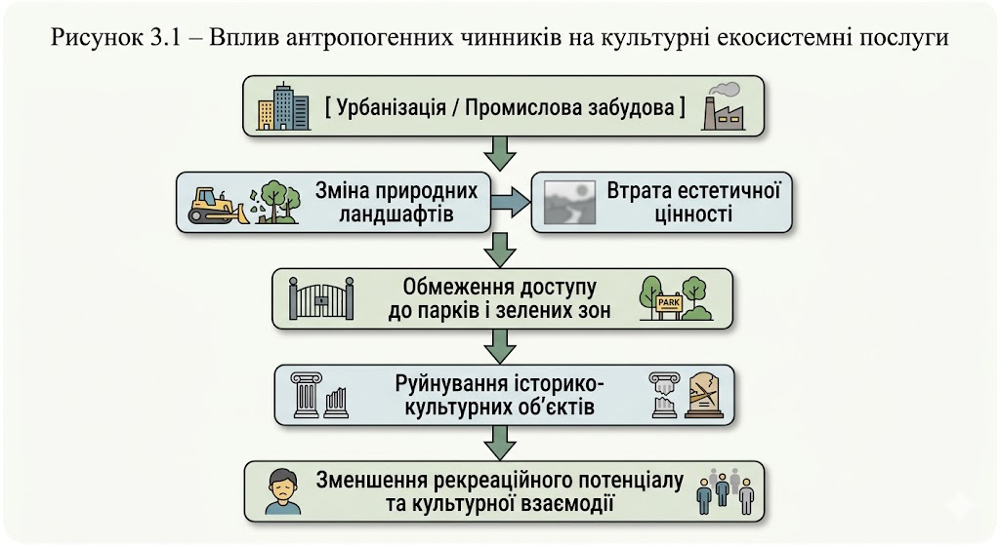 Рисунок 3.1 – Вплив антропогенних чинників на культурні екосистемні послуги
[ Урбанізація / Промислова забудова ]
Зміна природних
ландшафтів
Втрата естетичної
цінності
Обмеження доступу
до парків і зелених зон
PARK
Руйнування історико-
культурних об’єктів
Зменшення рекреаційного потенціалу
та культурної взаємодії